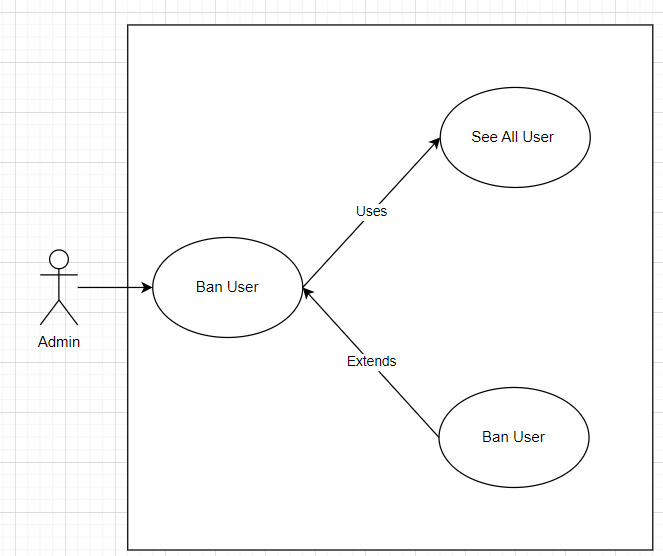 See All User
Uses
Ban User
Admin
Extends
Ban User